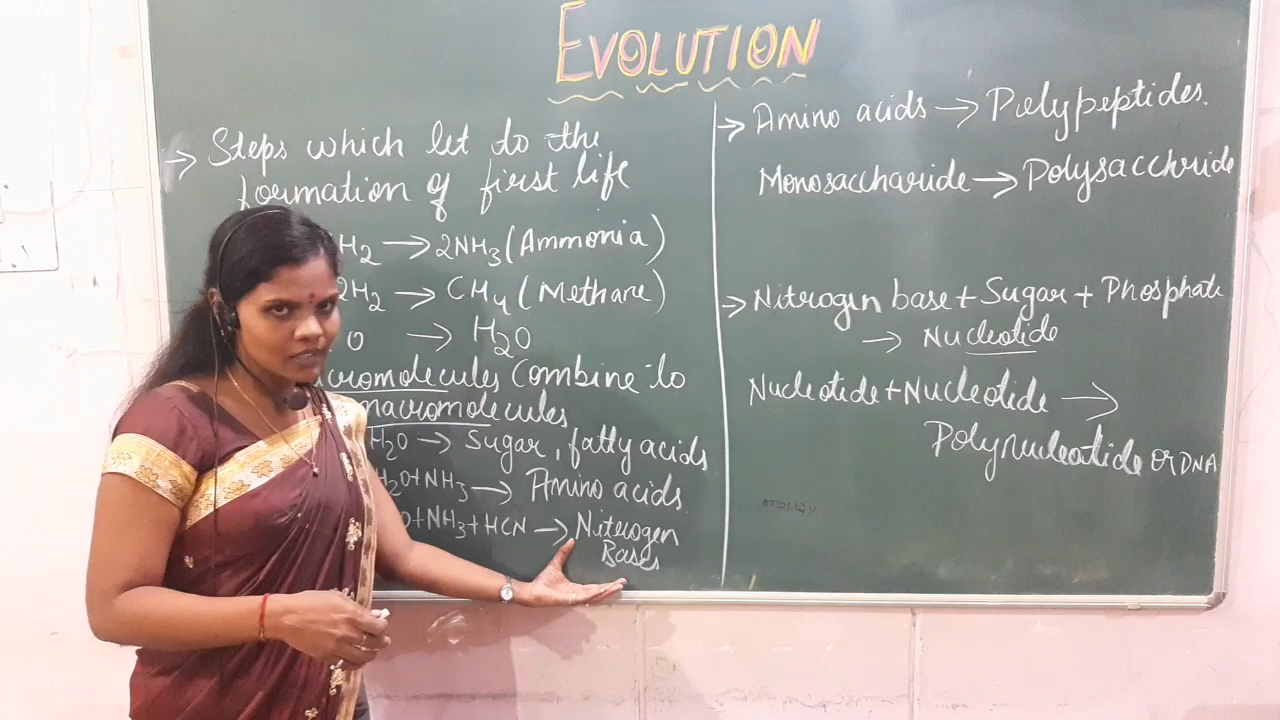 EVOLUTION
→ Steps which let to the
formation of first life
H₂ → 2NH₃ (Ammonia)
2H₂ → CH₄ (Methane)
O → H₂O
cromolecules Combine to
macromolecules
H₂O → Sugar, fatty acids
H₂O+NH₃ → Amino acids
O+NH₃+HCN → Nitrogen
Bases
→ Amino acids → Polypeptides.
Monosaccharide → Polysacchride
→ Nitrogen base + Sugar + Phosphate
→ Nucleotide
Nucleotide+Nucleotide →
Polynucleotide or DNA